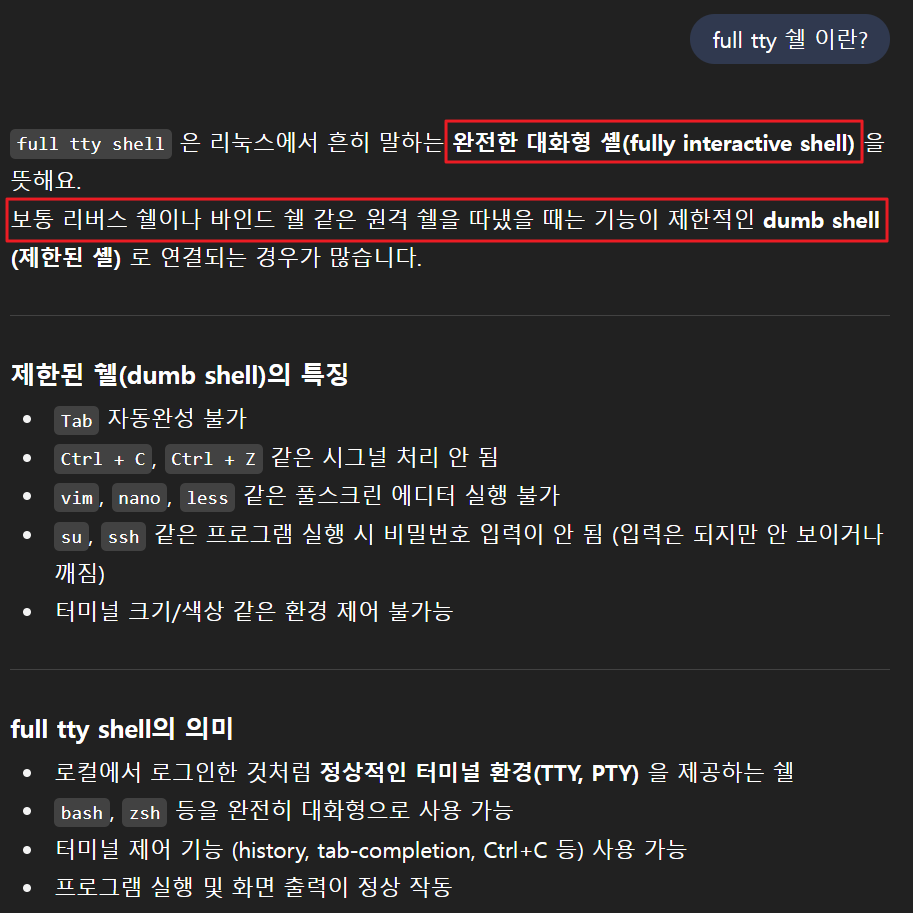 full tty 쉘 이란?
full tty shell 은 리눅스에서 흔히 말하는 완전한 대화형 셸(fully interactive shell) 을
뜻해요.
보통 리버스 쉘이나 바인드 쉘 같은 원격 쉘을 따냈을 때는 기능이 제한적인 dumb shell
(제한된 셸) 로 연결되는 경우가 많습니다.
제한된 쉘(dumb shell)의 특징
• Tab 자동완성 불가
• Ctrl + C, Ctrl + Z 같은 시그널 처리 안 됨
• vim, nano, less 같은 풀스크린 에디터 실행 불가
• su, ssh 같은 프로그램 실행 시 비밀번호 입력이 안 됨 (입력은 되지만 안 보이거나
깨짐)
• 터미널 크기/색상 같은 환경 제어 불가능
full tty shell의 의미
• 로컬에서 로그인한 것처럼 정상적인 터미널 환경(TTY, PTY) 을 제공하는 쉘
• bash, zsh 등을 완전히 대화형으로 사용 가능
• 터미널 제어 기능 (history, tab-completion, Ctrl+C 등) 사용 가능
• 프로그램 실행 및 화면 출력이 정상 작동